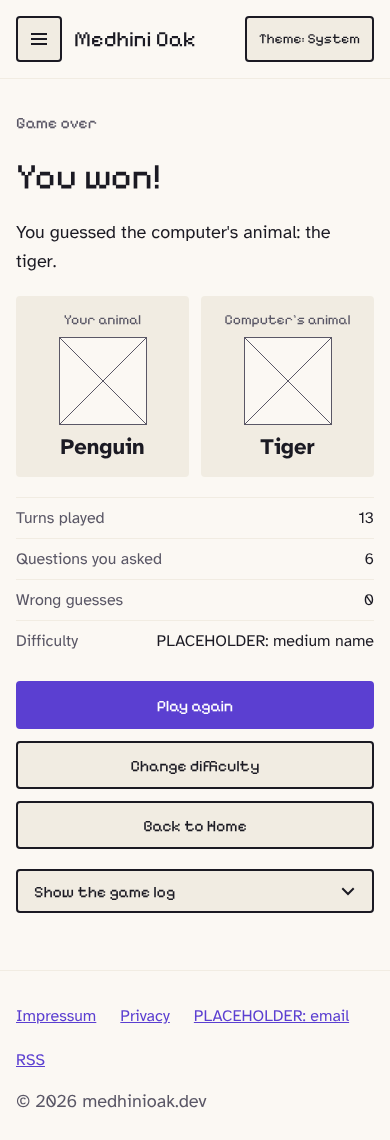 Medhini Oak
Theme: System
Game over
You won!
You guessed the computer's animal: the
tiger.
Your animal
Penguin
Computer's animal
Tiger
Turns played 13
Questions you asked 6
Wrong guesses 0
Difficulty PLACEHOLDER: medium name
Play again
Change difficulty
Back to Home
Show the game log
Impressum Privacy PLACEHOLDER: email
RSS
© 2026 medhinioak.dev